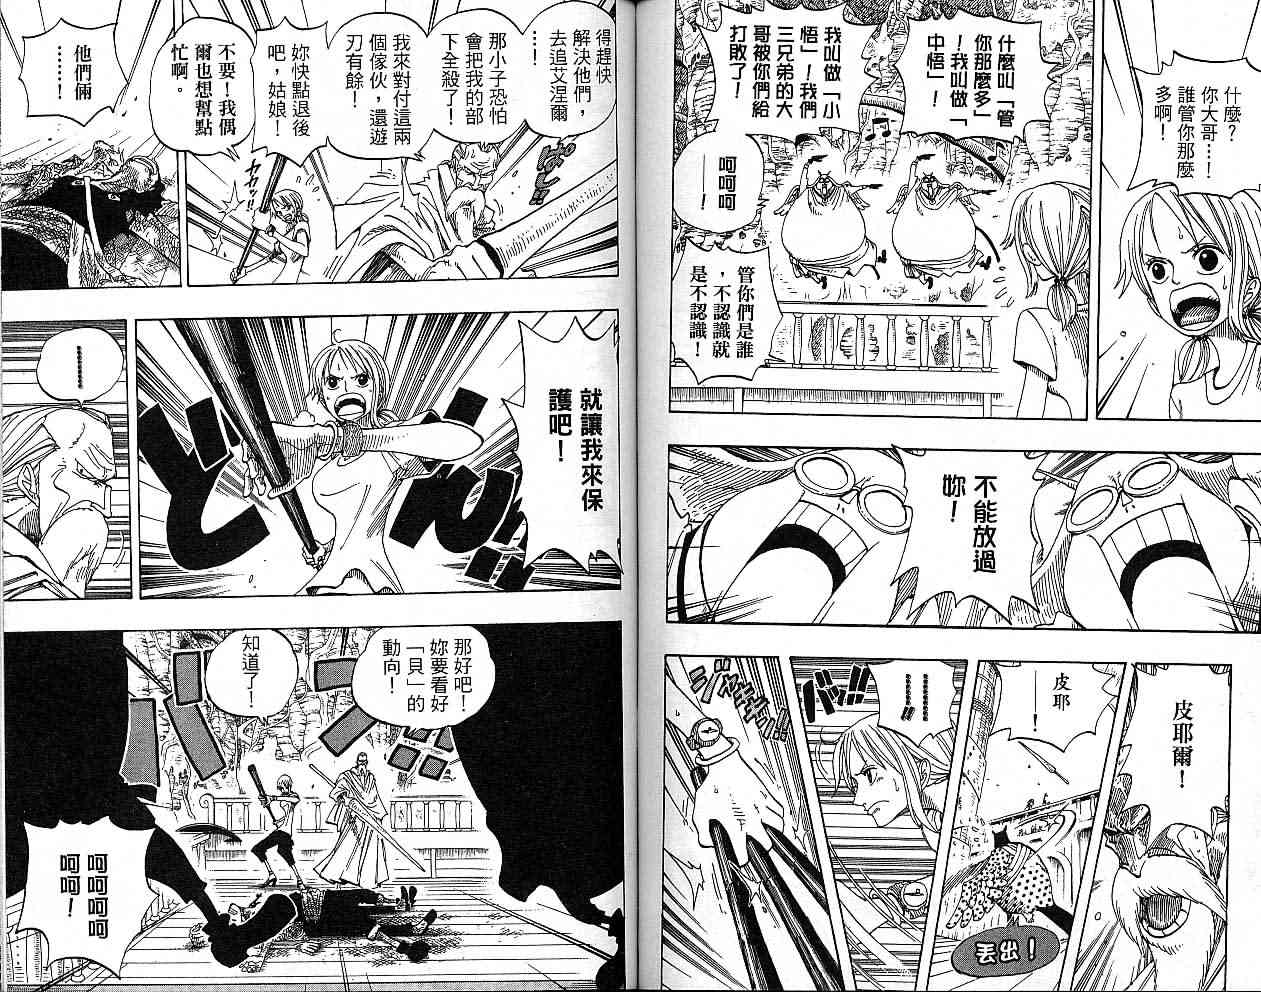 什麼?
你大哥…
誰管你那麼
多啊!
什麼叫「管
你那麼多」
!我叫做「
中悟」!
我叫做「小
悟」!我們
三兄弟的大
哥被你們給
打敗了!
——呵呵呵
!
管你們是誰
,不認識就
是不認識!
不能放過
妳!
皮耶爾!
皮耶
——!
丟出!
…………!!
得趕快
解決他們,
去追艾涅爾
…!
那小子恐怕
會把我的部
下全殺了!
我來對付這兩
個傢伙,還遊
刃有餘!
妳快點退後
吧,姑娘!
不要!我偶
爾也想幫點
忙啊。
他們倆
……!
就讓我來保
護吧!
…………
那好吧!
妳要看好
「貝」的
動向!
知道了!
呵呵呵呵
呵呵!